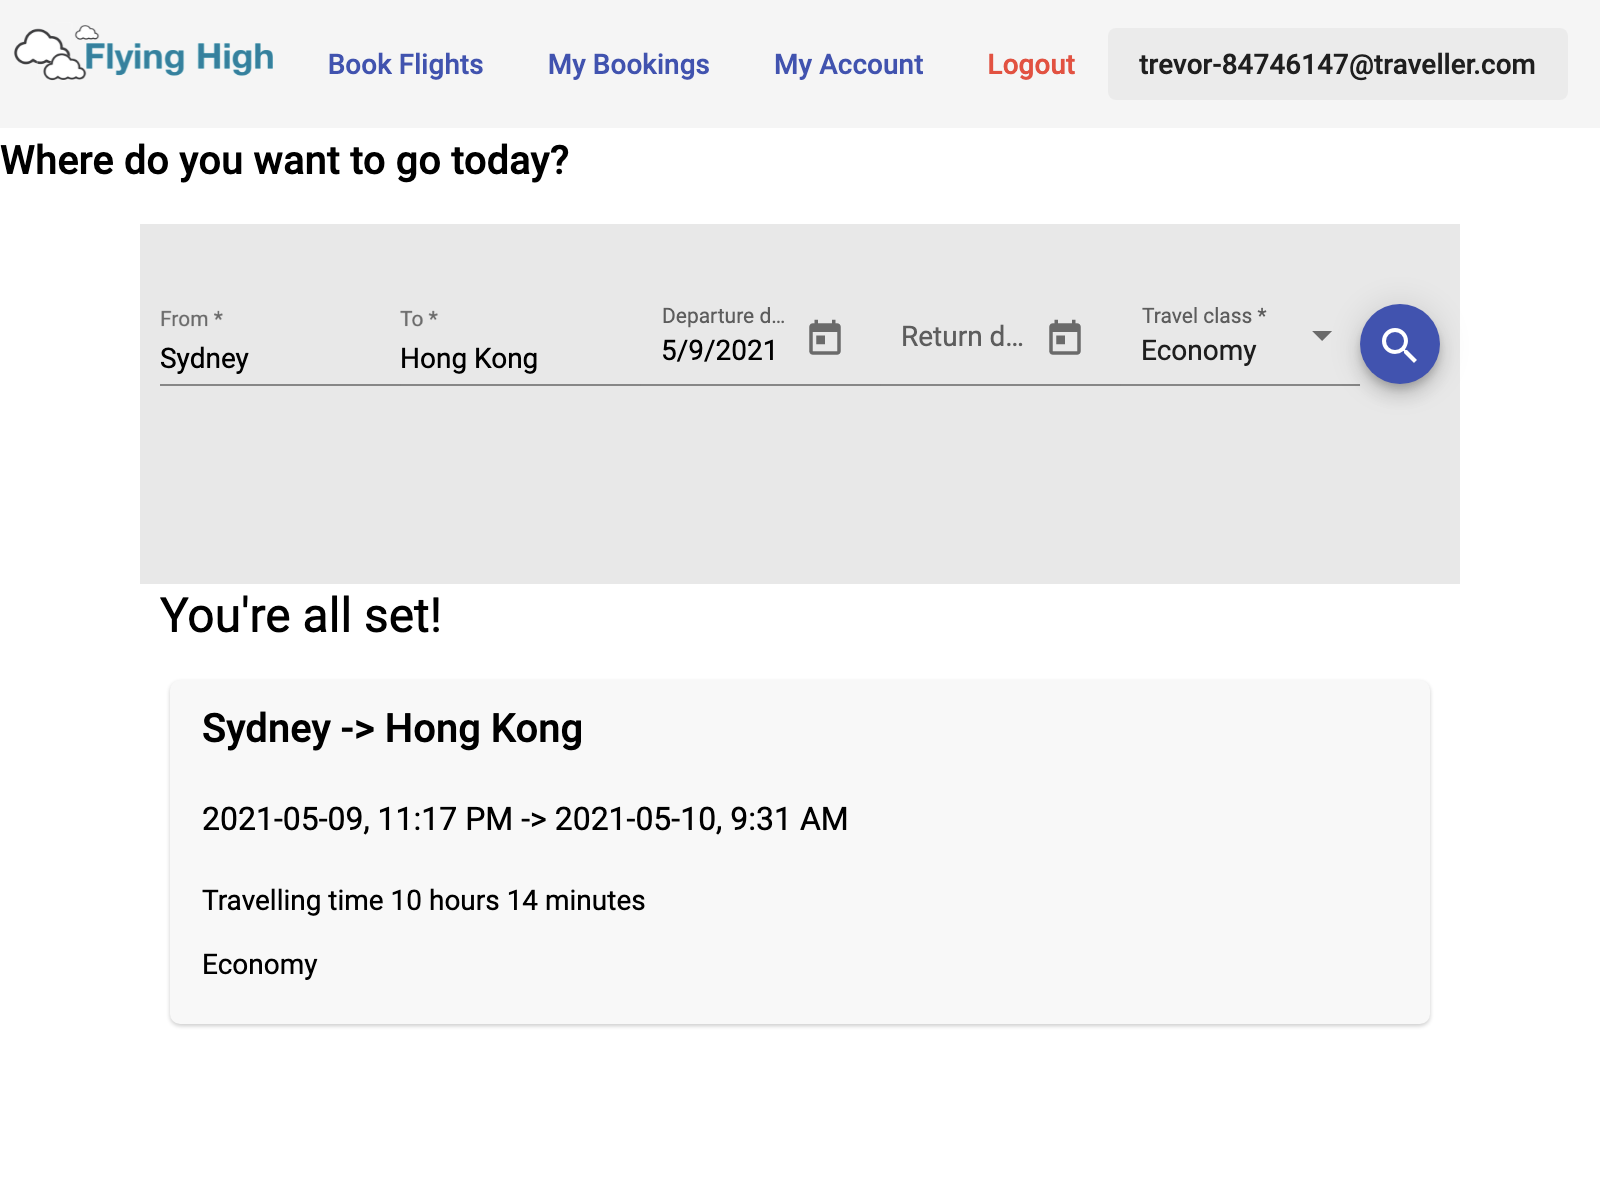 Flying High
Book Flights My Bookings My Account Logout trevor-84746147@traveller.com
Where do you want to go today?
From * To * Departure d... Return d... Travel class *
Sydney Hong Kong 5/9/2021 Economy
You're all set!
Sydney -> Hong Kong
2021-05-09, 11:17 PM -> 2021-05-10, 9:31 AM
Travelling time 10 hours 14 minutes
Economy